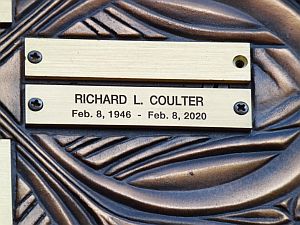 RICHARD L. COULTER
Feb. 8, 1946 - Feb. 8, 2020